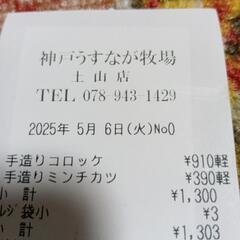 神戸うすなが牧場
土山店
TEL 078-943-1429
2025年 5月 6日(火)No0
手造りコロッケ ¥910軽
手造りミンチカツ ¥390軽
小 計 ¥1,300
ﾚｼﾞ袋小 ¥3
小 計 ¥1,303